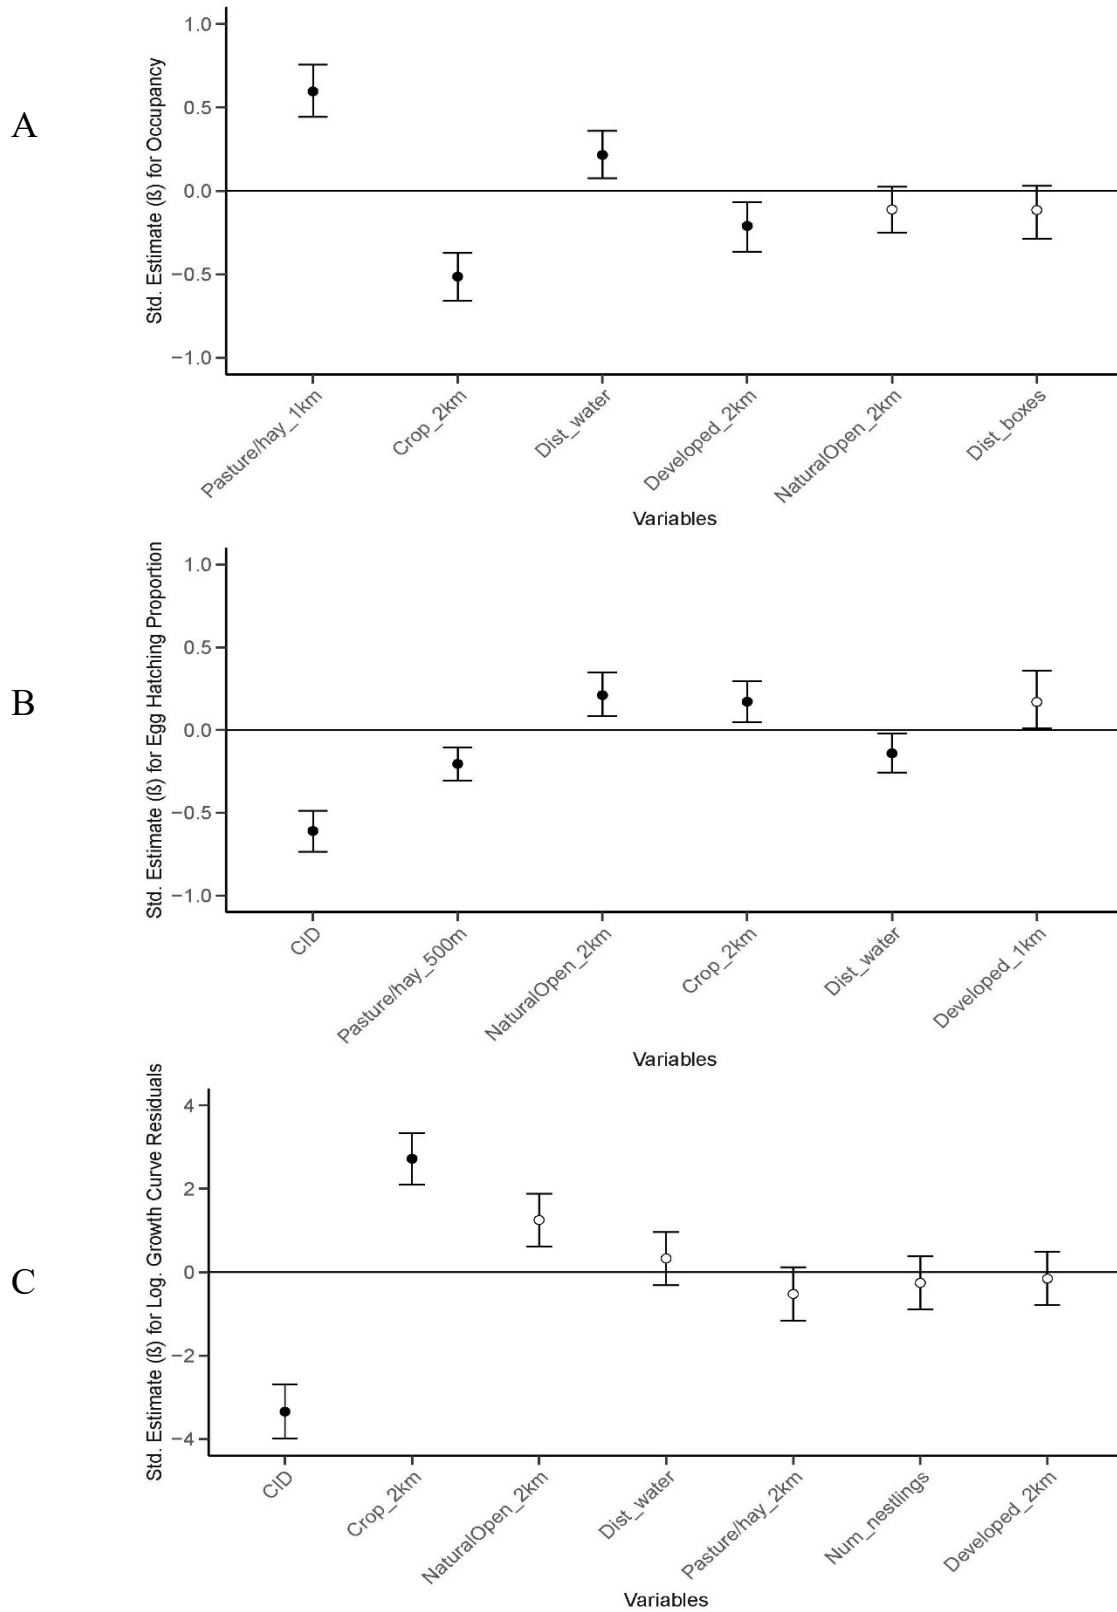 A
Std. Estimate (ß) for Occupancy
1.0
0.5
0.0
−0.5
−1.0
Pasture/hay_1km
Crop_2km
Dist_water
Developed_2km
NaturalOpen_2km
Dist_boxes
Variables
B
Std. Estimate (ß) for Egg Hatching Proportion
1.0
0.5
0.0
−0.5
−1.0
CID
Pasture/hay_500m
NaturalOpen_2km
Crop_2km
Dist_water
Developed_1km
Variables
C
Std. Estimate (ß) for Log. Growth Curve Residuals
4
2
0
−2
−4
CID
Crop_2km
NaturalOpen_2km
Dist_water
Pasture/hay_2km
Num_nestlings
Developed_2km
Variables